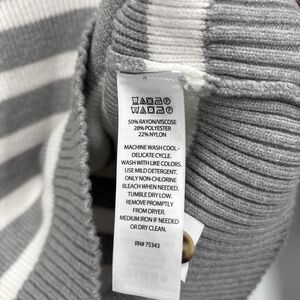 50% RAYON/VISCOSE
28% POLYESTER
22% NYLON
MACHINE WASH COOL -
DELICATE CYCLE.
WASH WITH LIKE COLORS.
USE MILD DETERGENT.
ONLY NON-CHLORINE
BLEACH WHEN NEEDED.
TUMBLE DRY LOW.
REMOVE PROMPTLY
FROM DRYER.
MEDIUM IRON IF NEEDED
OR DRY CLEAN.
RN# 75343